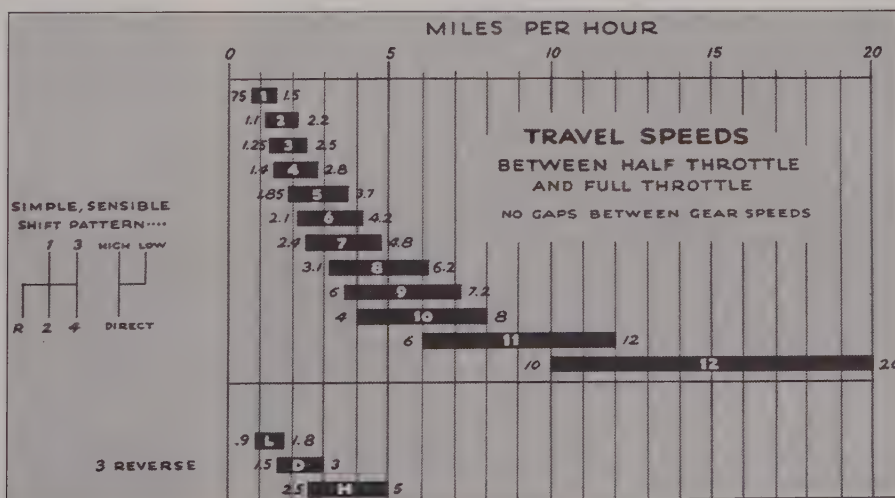 MILES PER HOUR
0 5 10 15 20
75 1 1.5
1.1 2 2.2
1.25 3 2.5
1.4 4 2.8
1.85 5 3.7
2.1 6 4.2
2.4 7 4.8
3.1 8 6.2
6 9 7.2
4 10 8
6 11 12
10 12 20
TRAVEL SPEEDS
BETWEEN HALF THROTTLE
AND FULL THROTTLE
NO GAPS BETWEEN GEAR SPEEDS
SIMPLE, SENSIBLE
SHIFT PATTERN....
1 3 HIGH LOW
R 2 4 DIRECT
3 REVERSE
.9 L 1.8
1.5 D 3
2.5 H 5